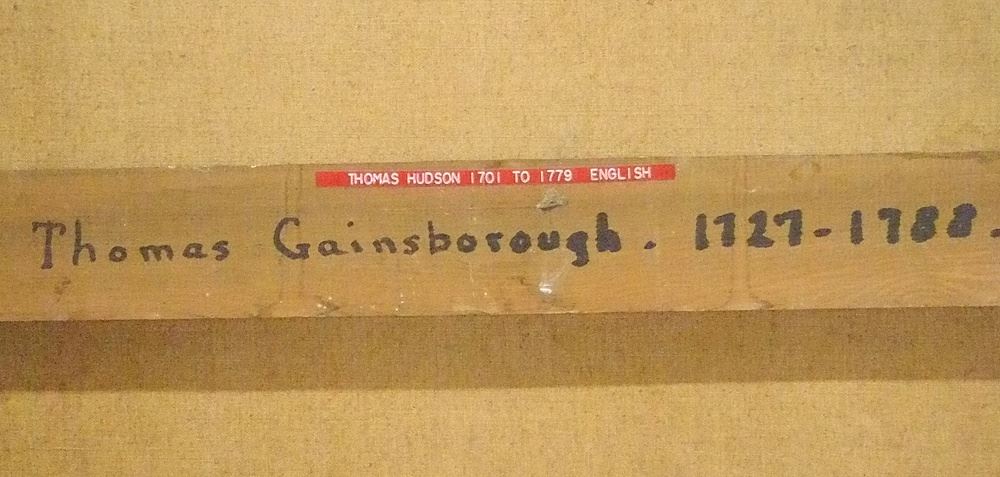 THOMAS HUDSON 1701 TO 1779 ENGLISH
Thomas Gainsborough. 1727-1788.